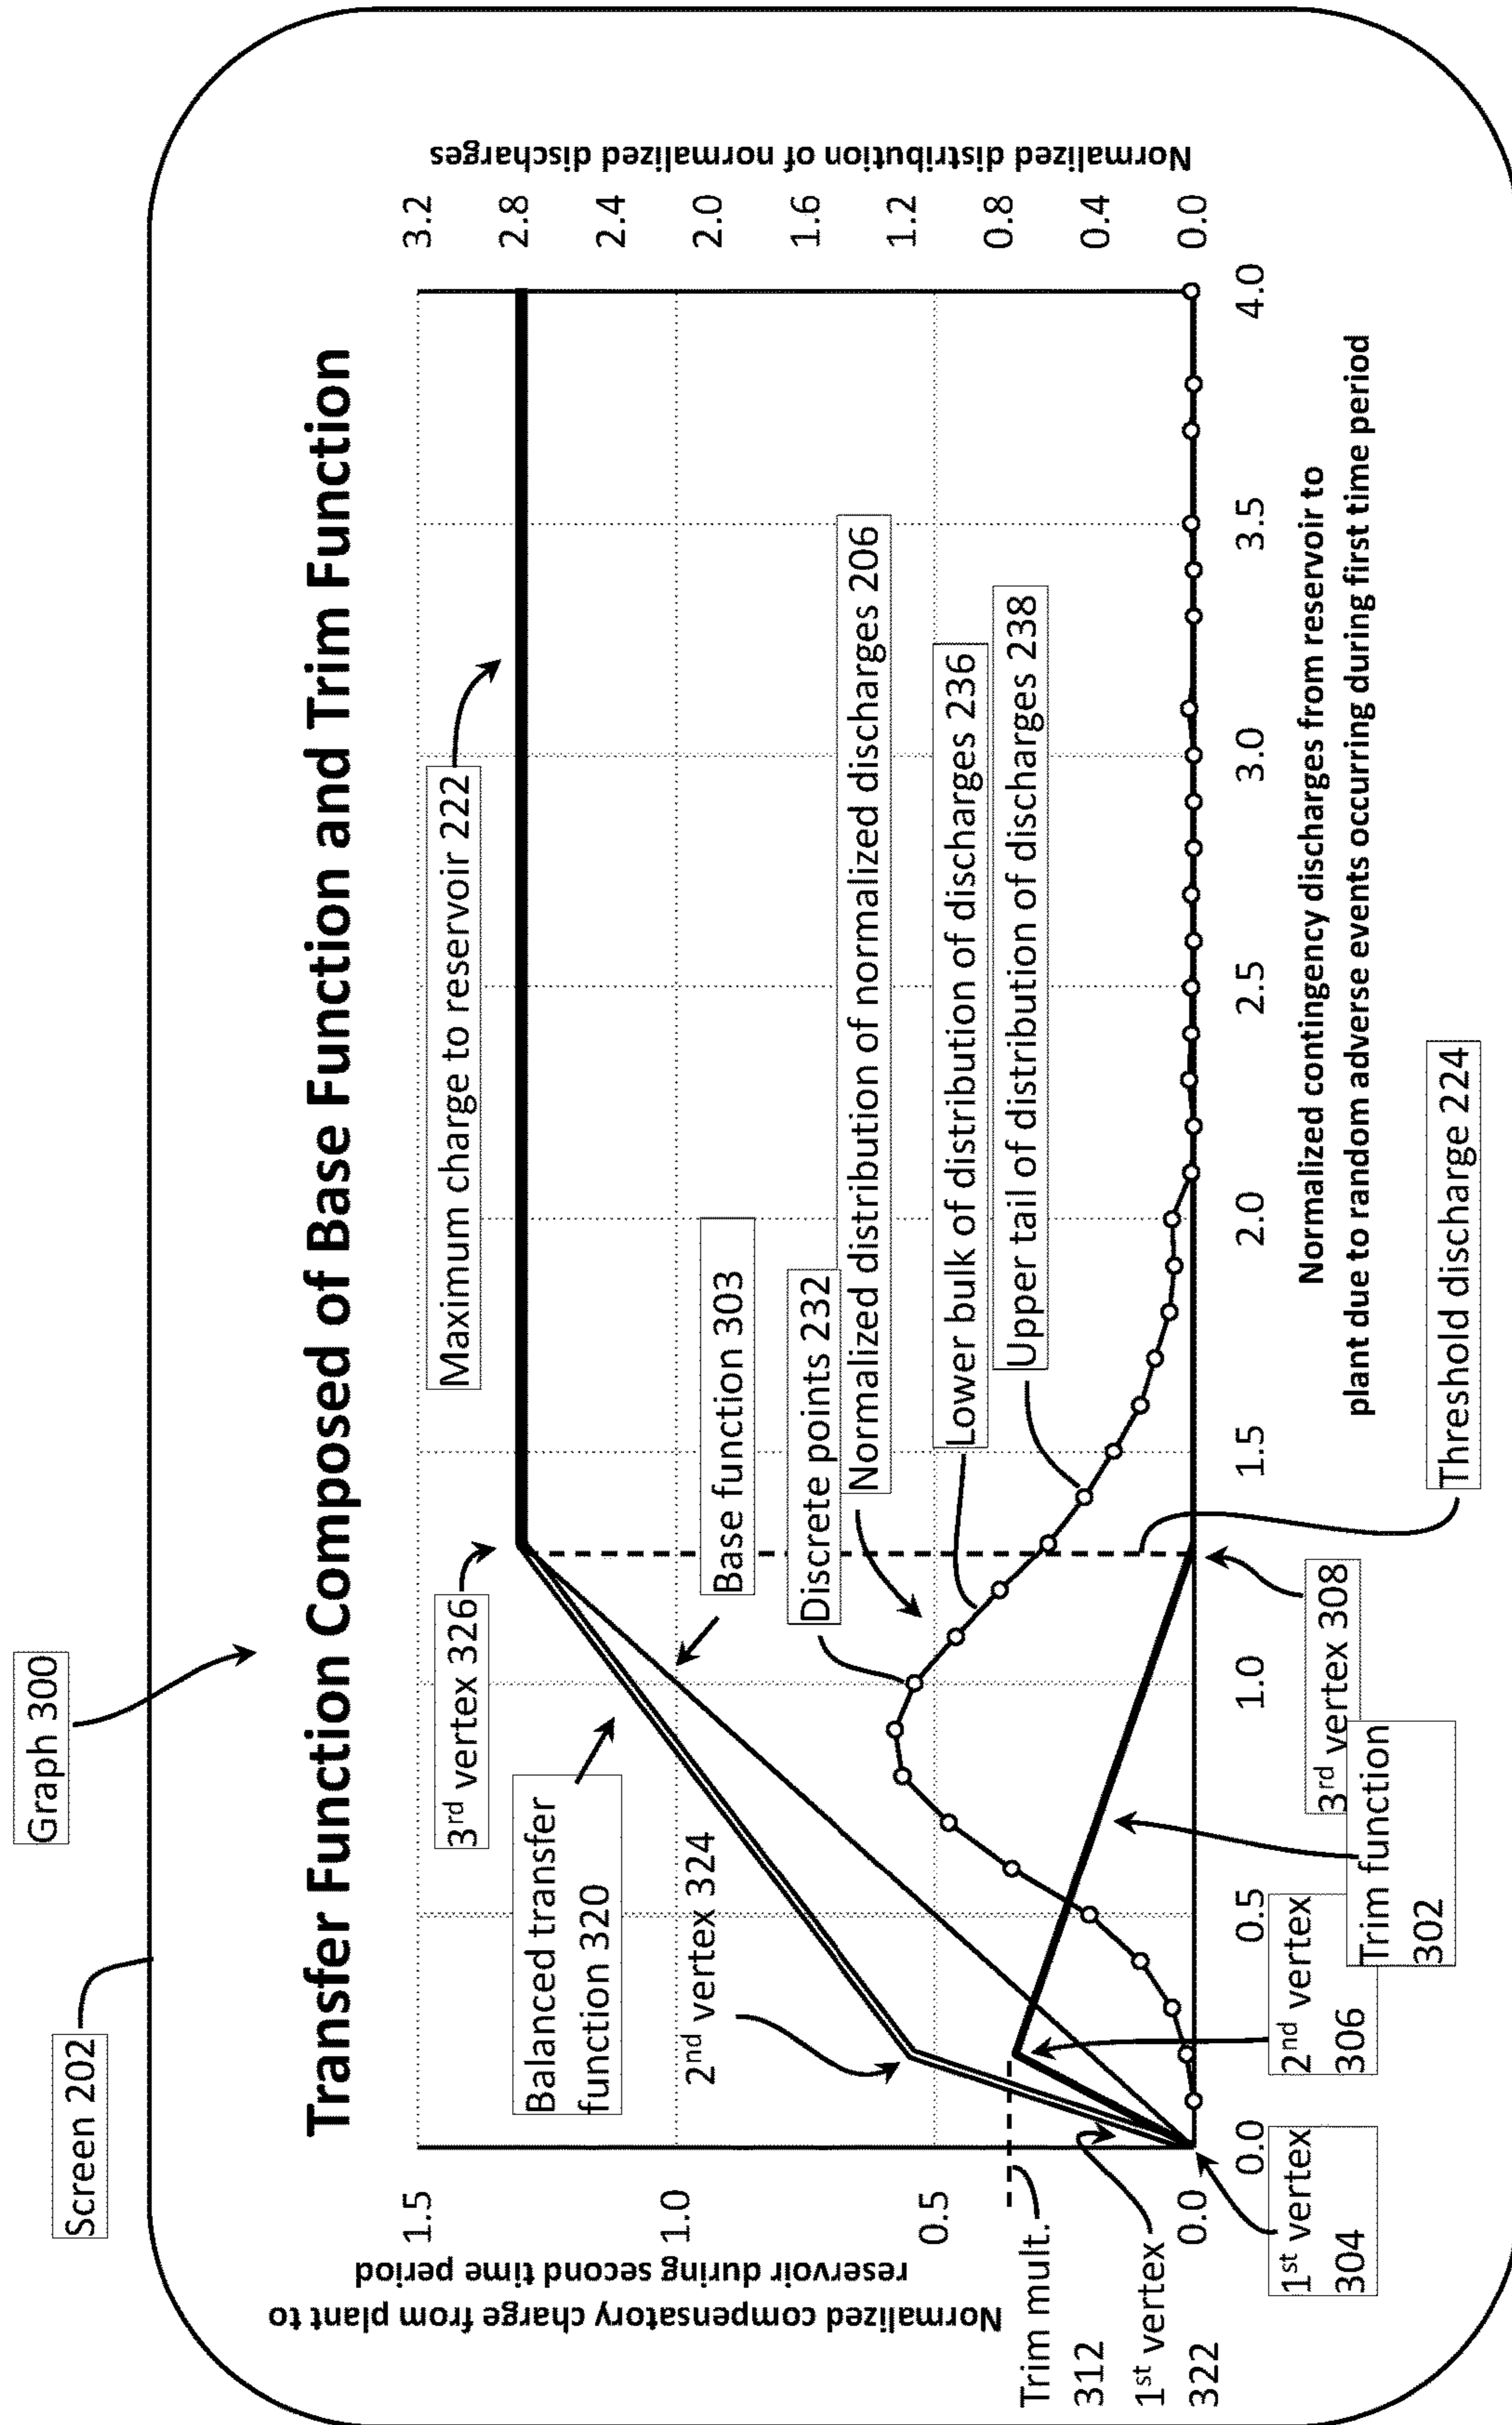 Graph 300
Screen 202
Transfer Function Composed of Base Function and Trim Function
Normalized compensatory charge from plant to
reservoir during second time period
1.5
1.0
0.5
0.0
Maximum charge to reservoir 222
3rd vertex 326
Balanced transfer
function 320
Base function 303
2nd vertex 324
Discrete points 232
Normalized distribution of normalized discharges 206
Lower bulk of distribution of discharges 236
Upper tail of distribution of discharges 238
3.2
2.8
2.4
2.0
1.6
1.2
0.8
0.4
0.0
Normalized distribution of normalized discharges
Trim mult.
312
1st vertex
322
0.0
0.5
1.0
1.5
2.0
2.5
3.0
3.5
4.0
1st vertex
304
2nd vertex
306
3rd vertex 308
Trim function
302
Normalized contingency discharges from reservoir to
plant due to random adverse events occurring during first time period
Threshold discharge 224